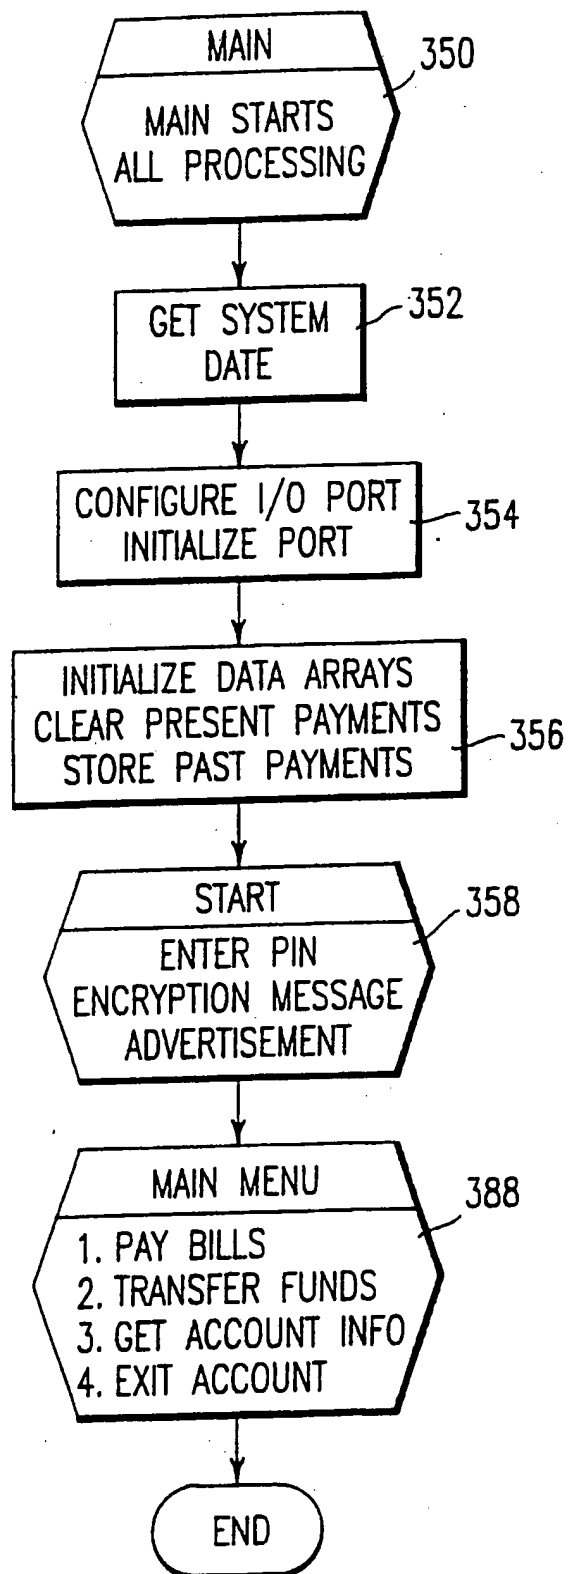 MAIN
350
MAIN STARTS
ALL PROCESSING
GET SYSTEM
DATE
352
CONFIGURE I/O PORT
INITIALIZE PORT
354
INITIALIZE DATA ARRAYS
CLEAR PRESENT PAYMENTS
STORE PAST PAYMENTS
356
START
358
ENTER PIN
ENCRYPTION MESSAGE
ADVERTISEMENT
MAIN MENU
388
1. PAY BILLS
2. TRANSFER FUNDS
3. GET ACCOUNT INFO
4. EXIT ACCOUNT
END